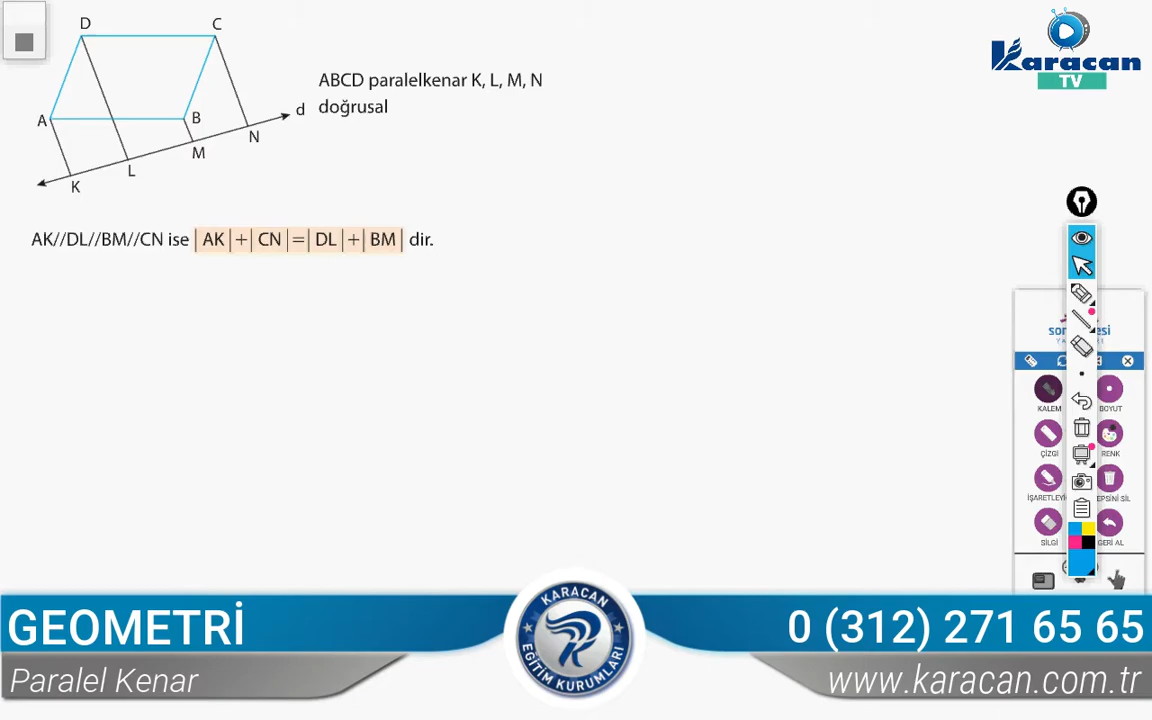 D
C
Karacan
TV
ABCD paralelkenar K, L, M, N
doğrusal
A
B
d
N
M
L
K
AK//DL//BM//CN ise |AK|+|CN|=|DL|+|BM| dir.
KALEM
BOYUT
ÇİZGİ
RENK
SİLGİ
GERİ AL
GEOMETRİ
KARACAN
EĞİTİM KURUMLARI
0 (312) 271 65 65
Paralel Kenar
www.karacan.com.tr